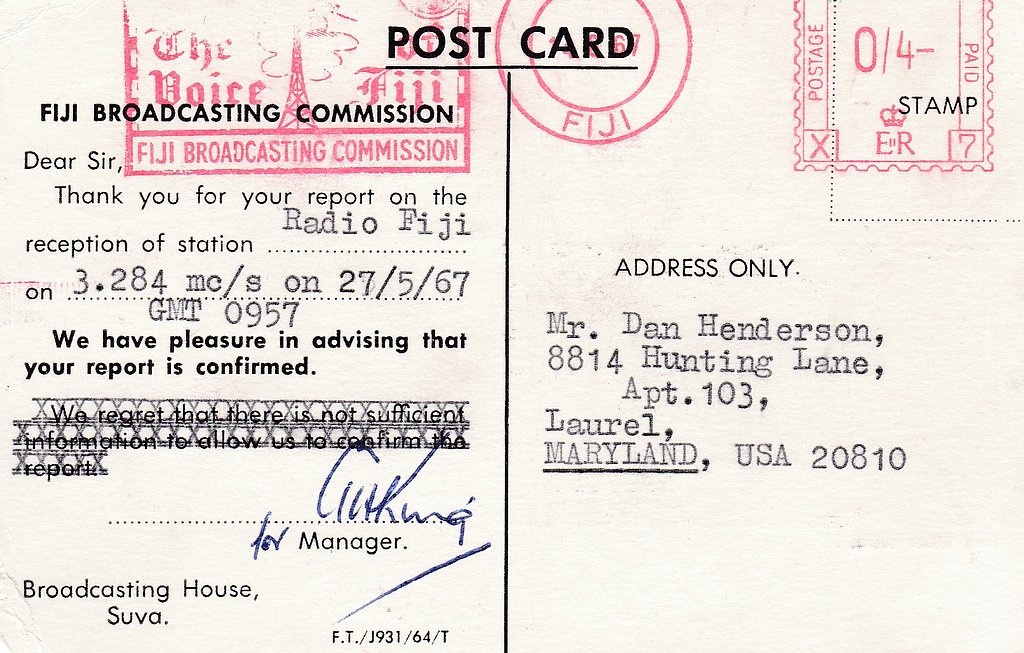 POST CARD
The Voice of Fiji
FIJI BROADCASTING COMMISSION
FIJI BROADCASTING COMMISSION
Dear Sir,
Thank you for your report on the
reception of station Radio Fiji
on 3.284 mc/s on 27/5/67
GMT 0957
We have pleasure in advising that
your report is confirmed.
We regret that there is not sufficient
information to allow us to confirm the
report.
for Manager.
Broadcasting House,
Suva.
F.T./J931/64/T
67
FIJI
POSTAGE
0/4-
PAID
STAMP
X
EIIR
7
ADDRESS ONLY.
Mr. Dan Henderson,
8814 Hunting Lane,
Apt.103,
Laurel,
MARYLAND, USA 20810